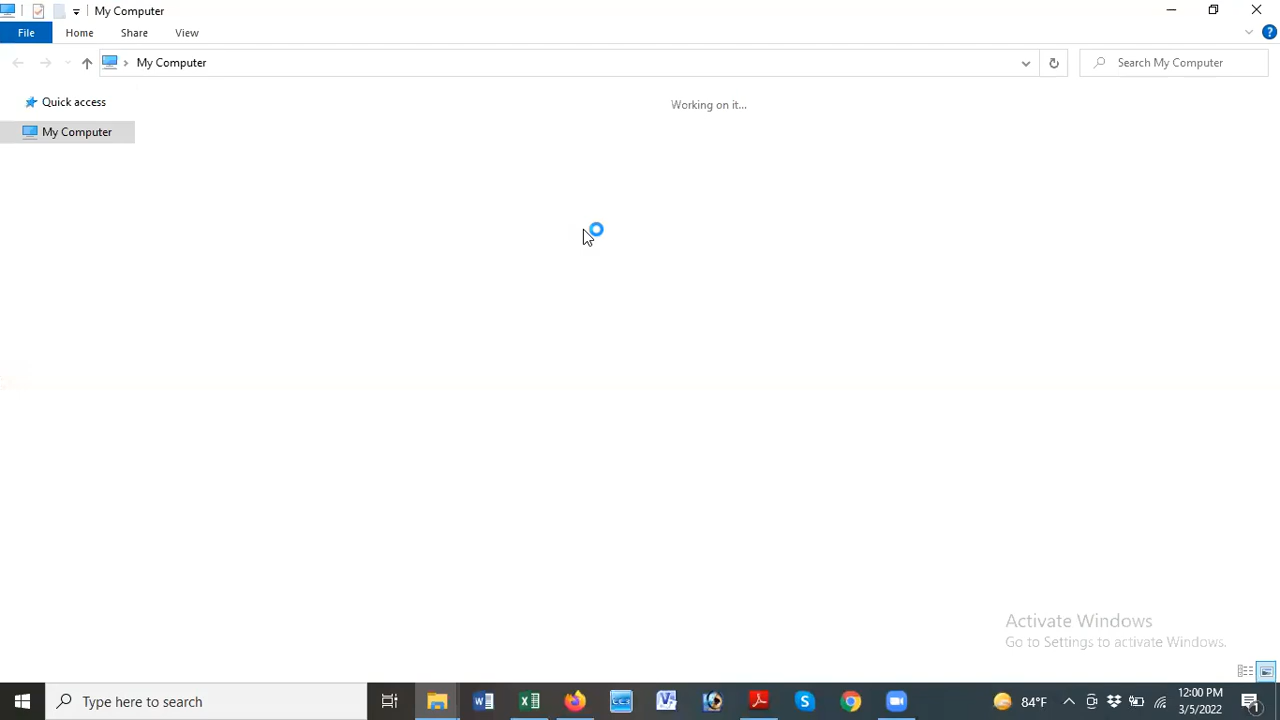 My Computer
File Home Share View
My Computer Search My Computer
Quick access
Working on it...
My Computer
Activate Windows
Go to Settings to activate Windows.
Type here to search
84°F
12:00 PM
3/5/2022